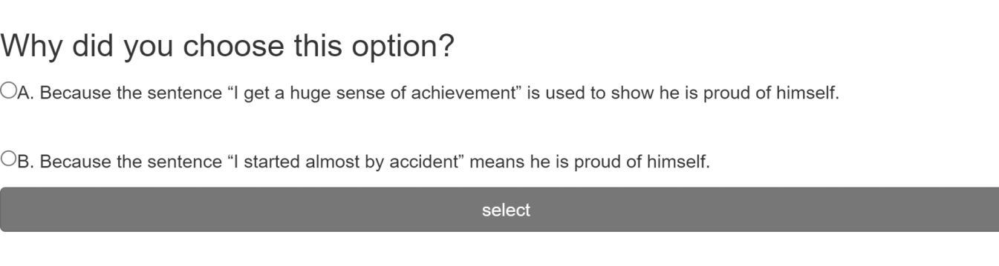 Why did you choose this option?
A. Because the sentence “I get a huge sense of achievement” is used to show he is proud of himself.
B. Because the sentence “I started almost by accident” means he is proud of himself.
select